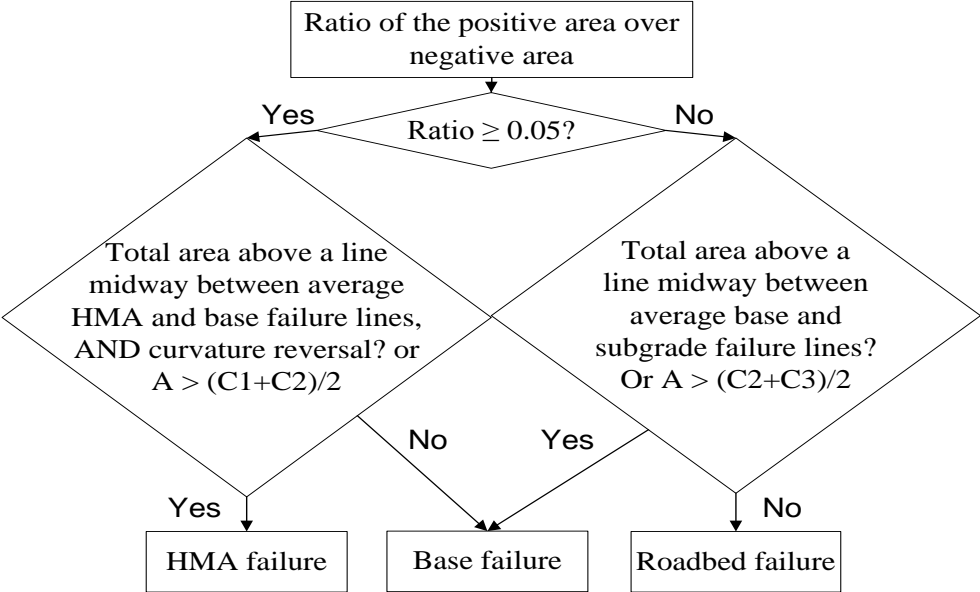 Ratio of the positive area over
negative area
Yes
Ratio ≥ 0.05?
No
Total area above a line
midway between average
HMA and base failure lines,
AND curvature reversal? or
A > (C1+C2)/2
Total area above a
line midway between
average base and
subgrade failure lines?
Or A > (C2+C3)/2
No
Yes
Yes
No
HMA failure
Base failure
Roadbed failure